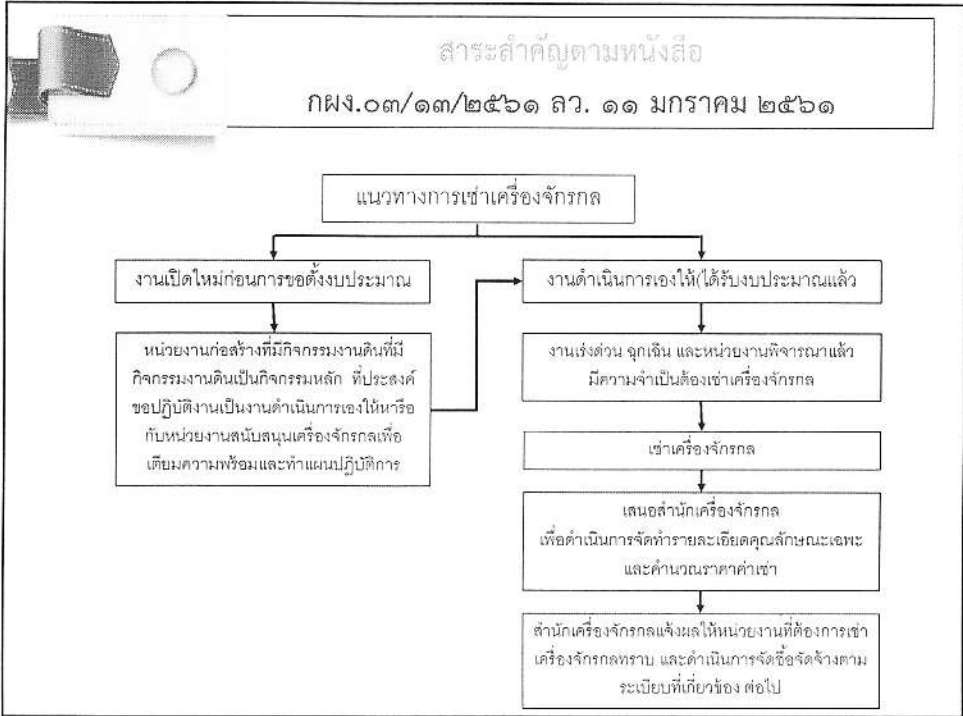 สาระสำคัญตามหนังสือ
กผง.๐๓/๑๓/๒๕๖๑ ลว. ๑๑ มกราคม ๒๕๖๑
แนวทางการเช่าเครื่องจักรกล
งานเปิดใหม่ก่อนการขอตั้งงบประมาณ
หน่วยงานก่อสร้างที่มีกิจกรรมงานดินที่มี
กิจกรรมงานดินเป็นกิจกรรมหลัก ที่ประสงค์
ขอปฏิบัติงานเป็นงานดำเนินการเองให้หารือ
กับหน่วยงานสนับสนุนเครื่องจักรกลเพื่อ
เตียมความพร้อมและทำแผนปฏิบัติการ
งานดำเนินการเองให้(ได้รับงบประมาณแล้ว
งานเร่งด่วน ฉุกเฉิน และหน่วยงานพิจารณาแล้ว
มีความจำเป็นต้องเช่าเครื่องจักรกล
เช่าเครื่องจักรกล
เสนอสำนักเครื่องจักรกล
เพื่อดำเนินการจัดทำรายละเอียดคุณลักษณะเฉพะ
และคำนวณราคาค่าเช่า
สำนักเครื่องจักรกลแจ้งผลให้หน่วยงานที่ต้องการเช่า
เครื่องจักรกลทราบ และดำเนินการจัดซื้อจัดจ้างตาม
ระเบียบที่เกี่ยวข้อง ต่อไป